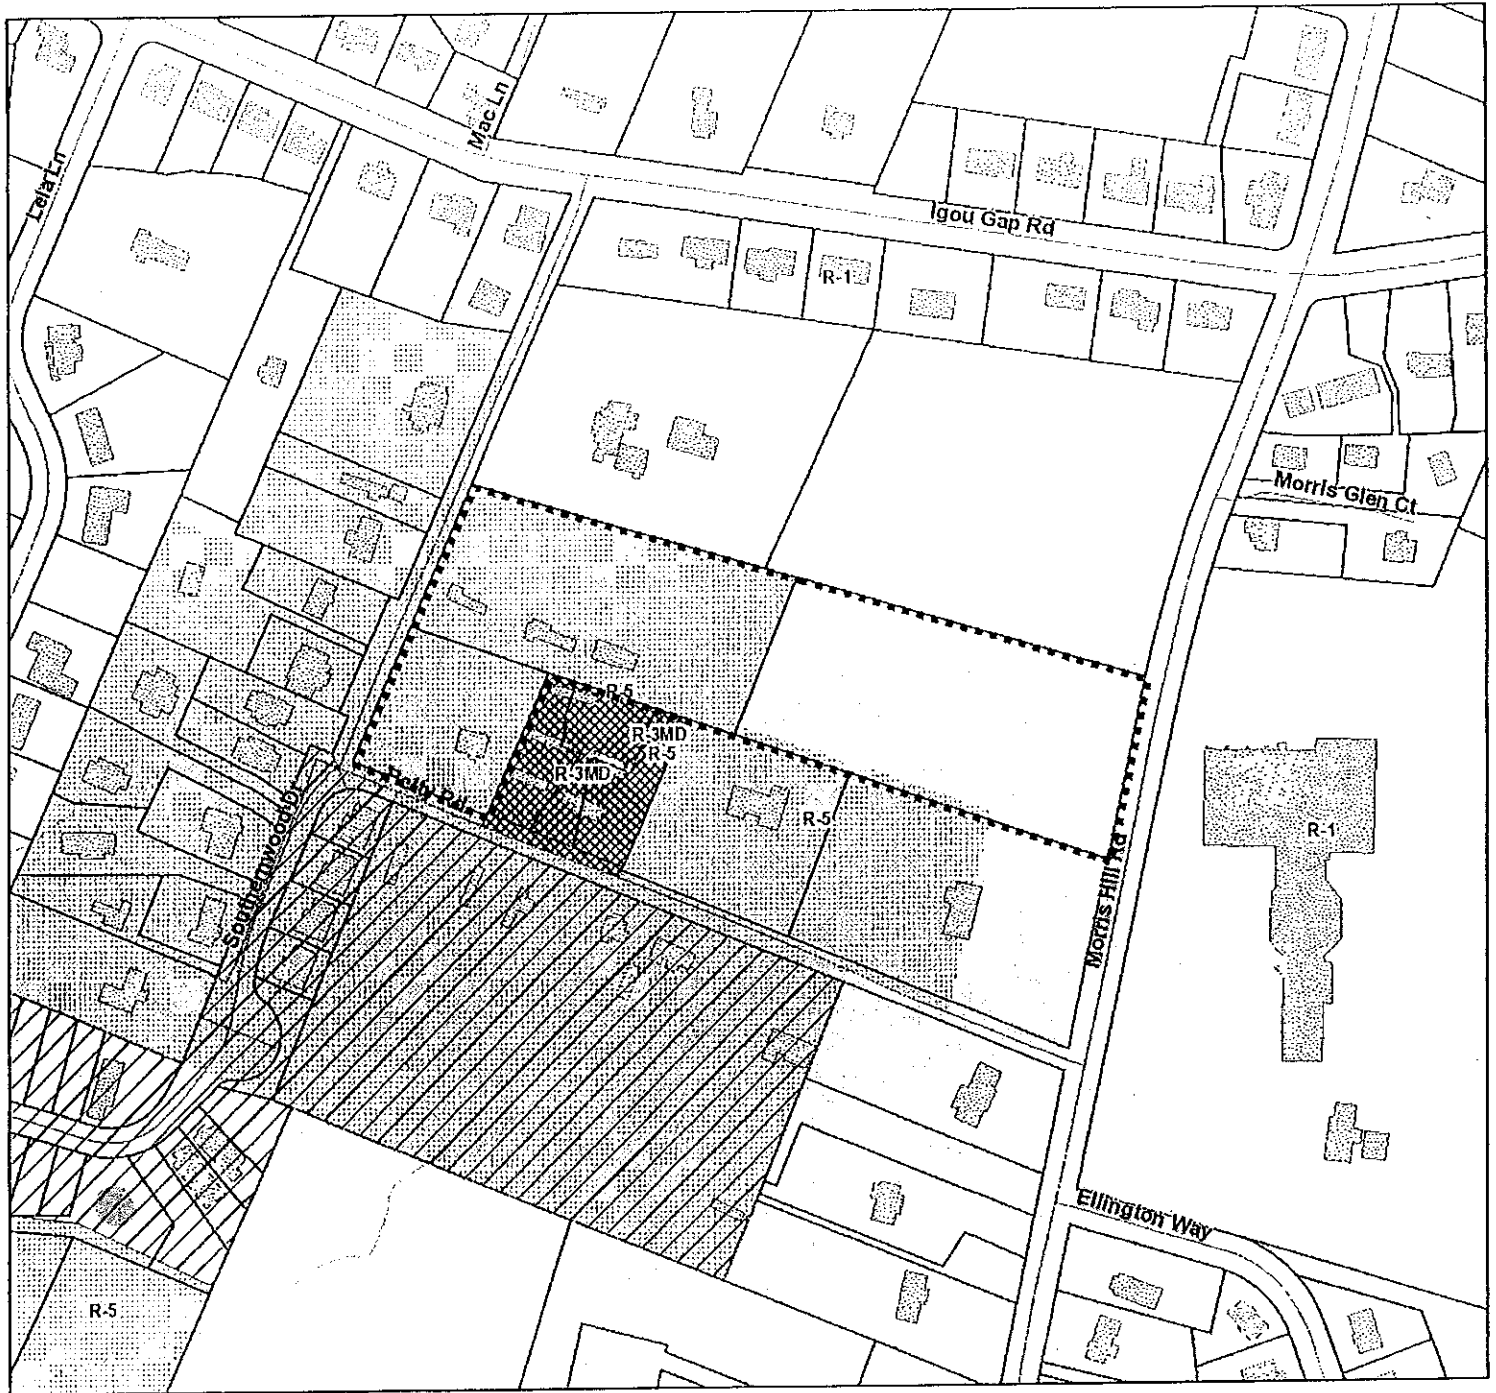 Mac Ln
Lela Ln
Igou Gap Rd
R-1
Morris Glen Ct
R-5
R-3MD
R-5
R-3MD
R-5
R-1
Southernwood Dr
Morris Hill Rd
Ellington Way
R-5